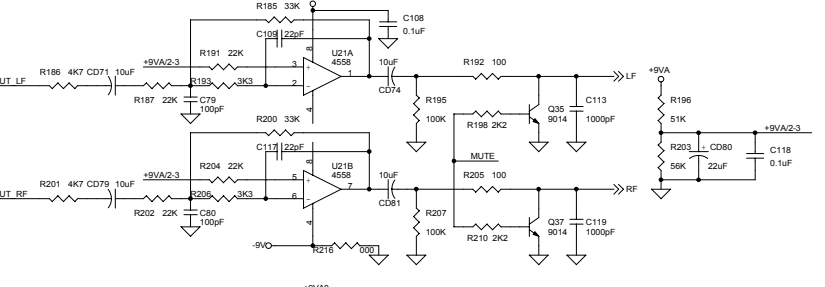 R185 33K
C108
0.1uF
C109 22pF
8
+9VA/2-3
R191 22K
U21A
4558
10uF
R192 100
LF
R186 4K7 CD71 10uF
3
2
1
UT_LF
R193 3K3
CD74
+9VA
R187 22K
C79
100pF
4
R195
100K
R198 2K2
Q35
9014
C113
1000pF
R196
51K
R200 33K
+9VA/2-3
C117 22pF
8
MUTE
R203
56K
CD80
22uF
C118
0.1uF
+9VA/2-3
R204 22K
U21B
4558
10uF
R205 100
RF
R201 4K7 CD79 10uF
5
6
7
UT_RF
R206 3K3
CD81
R202 22K
C80
100pF
4
R207
100K
R210 2K2
Q37
9014
C119
1000pF
-9V
R216 000